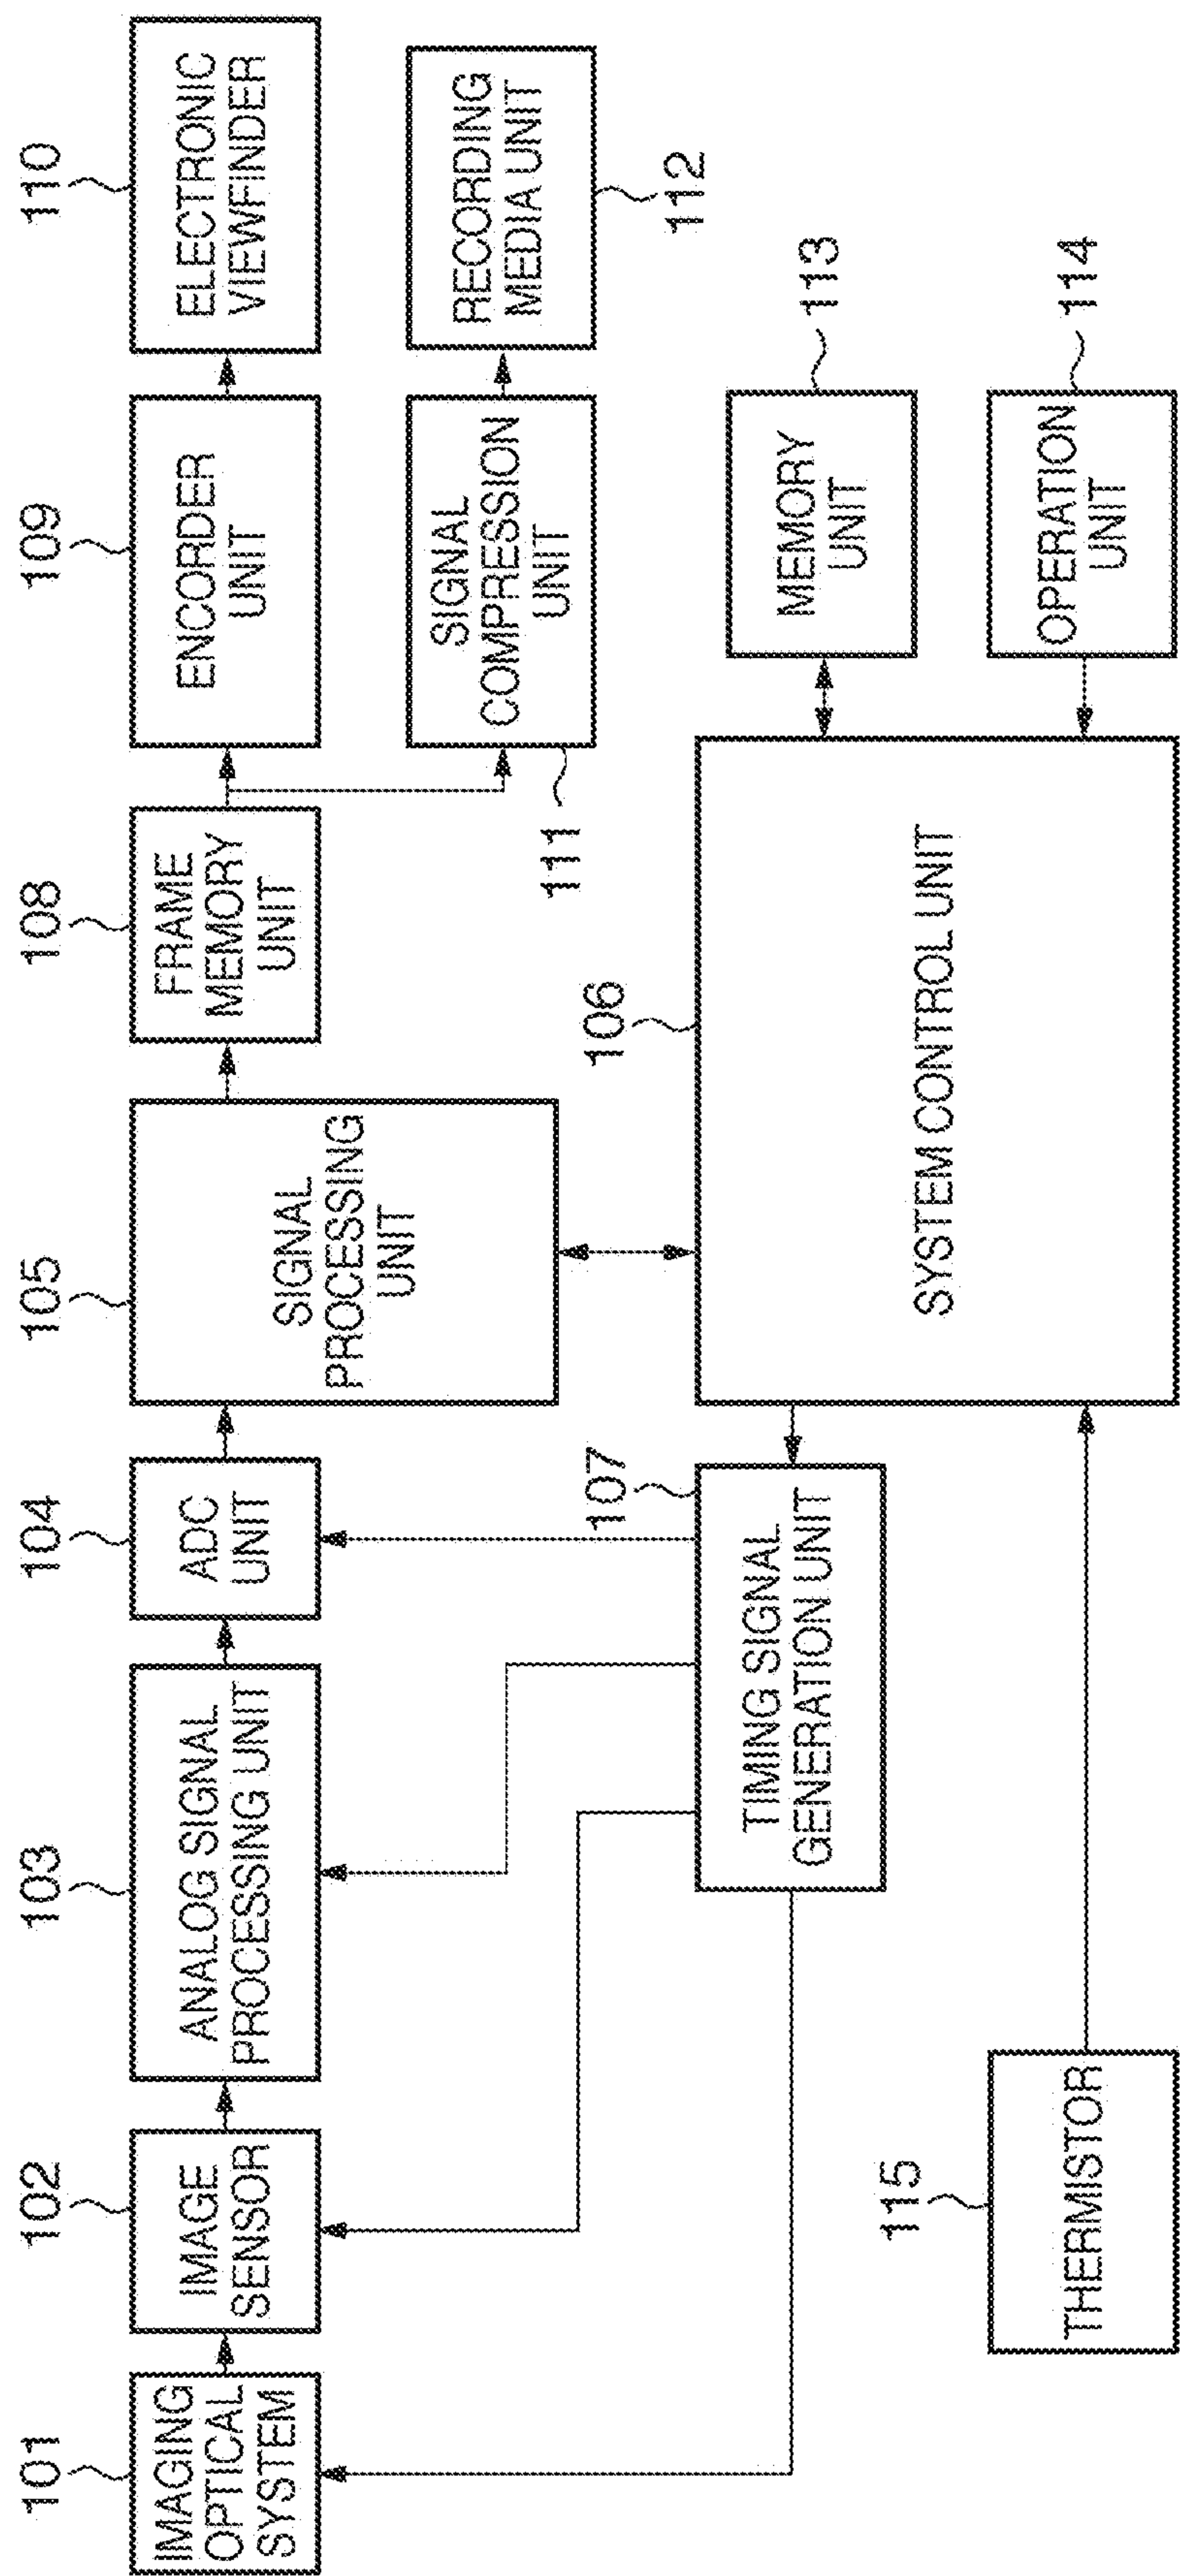 101
IMAGING
OPTICAL
SYSTEM
102
IMAGE
SENSOR
103
ANALOG SIGNAL
PROCESSING UNIT
104
ADC
UNIT
105
SIGNAL
PROCESSING
UNIT
108
FRAME
MEMORY
UNIT
109
ENCORDER
UNIT
110
ELECTRONIC
VIEWFINDER
111
SIGNAL
COMPRESSION
UNIT
RECORDING
MEDIA UNIT
112
107
TIMING SIGNAL
GENERATION UNIT
106
SYSTEM CONTROL UNIT
113
MEMORY
UNIT
114
OPERATION
UNIT
115
THERMISTOR